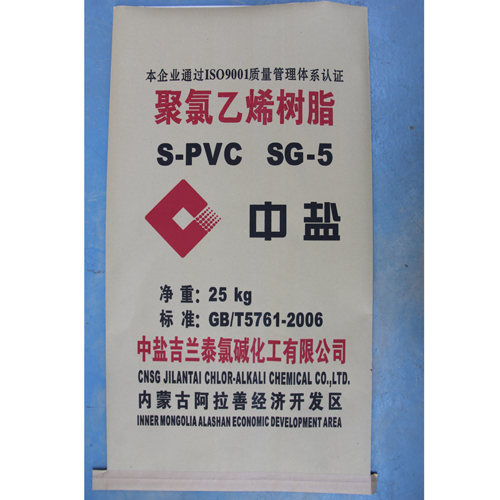 本企业通过ISO9001质量管理体系认证
聚氯乙烯树脂
S-PVC SG-5
中盐
净重：25 kg
标准：GB/T5761-2006
中盐吉兰泰氯碱化工有限公司
CNSG JILANTAI CHLOR-ALKALI CHEMICAL CO.,LTD.
内蒙古阿拉善经济开发区
INNER MONGOLIA ALASHAN ECONOMIC DEVELOPMENT AREA